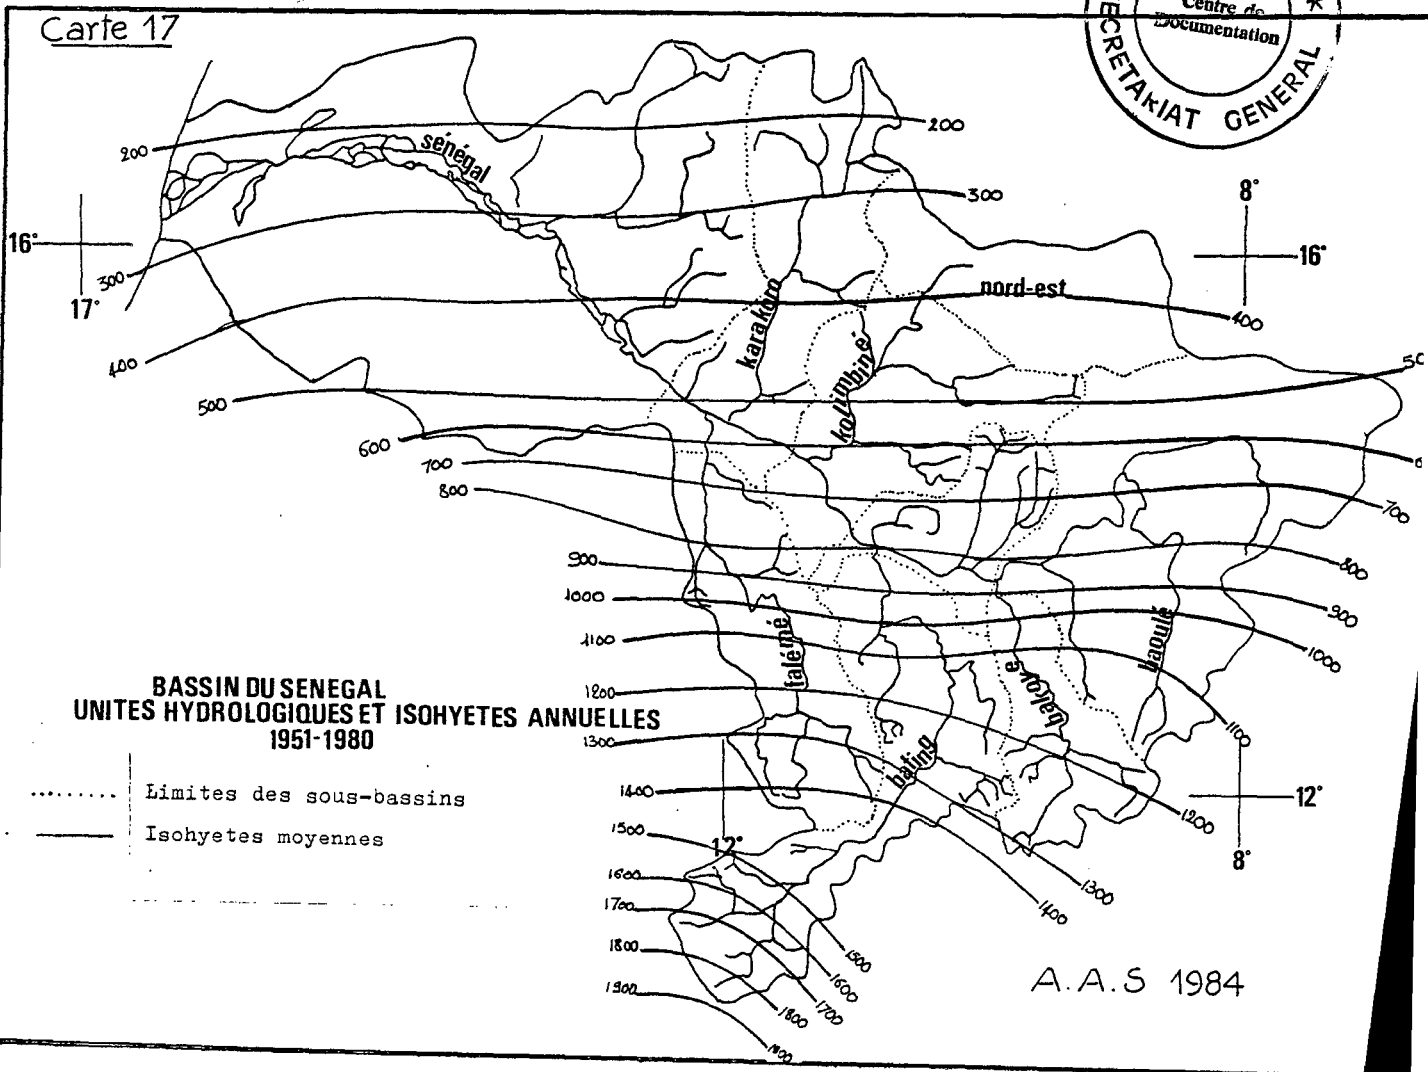 Carte 17
Centre de
Documentation
SECRETARIAT GENERAL
200
sénégal
200
300
8°
16°
16°
300
17°
nord-est
karakoro
400
400
kolimbiné
500
600
700
800
700
800
900
900
1000
1000
1100
falémé
bakoye
baoulé
1200
1100
BASSIN DU SENEGAL
UNITES HYDROLOGIQUES ET ISOHYETES ANNUELLES
1951-1980
1300
bafing
Limites des sous-bassins
Isohyetes moyennes
1400
12°
1200
1500
12°
8°
1300
1600
1400
1700
1800
1500
1900
1600
1700
1800
1900
A.A.S 1984